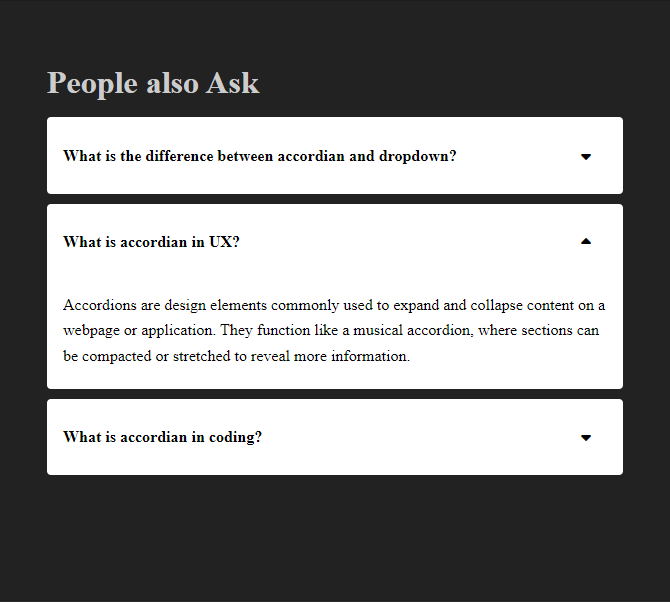 People also Ask
What is the difference between accordian and dropdown?
What is accordian in UX?
Accordions are design elements commonly used to expand and collapse content on a
webpage or application. They function like a musical accordion, where sections can
be compacted or stretched to reveal more information.
What is accordian in coding?